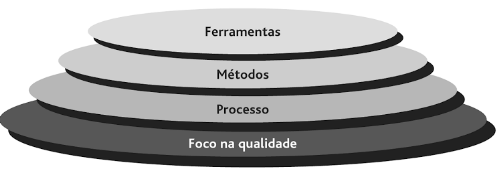 Ferramentas
Métodos
Processo
Foco na qualidade